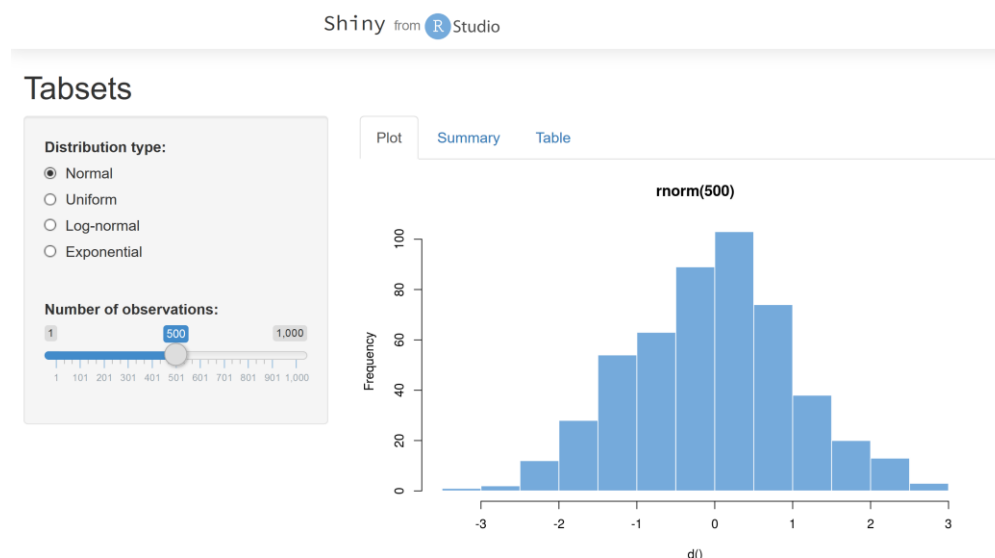 Shiny from R Studio
Tabsets
Distribution type:
Normal
Uniform
Log-normal
Exponential
Number of observations:
1 500 1,000
1 101 201 301 401 501 601 701 801 901 1,000
Plot Summary Table
rnorm(500)
Frequency
100
80
60
40
20
0
-3 -2 -1 0 1 2 3
d()